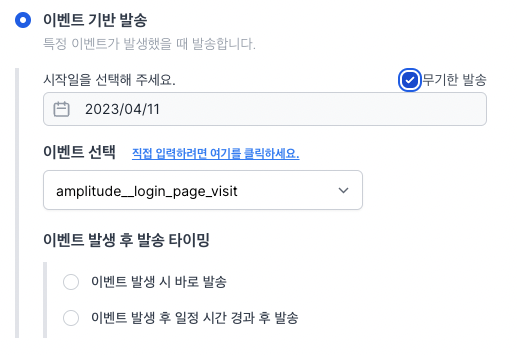 이벤트 기반 발송
특정 이벤트가 발생했을 때 발송합니다.
시작일을 선택해 주세요. 무기한 발송
2023/04/11
이벤트 선택 직접 입력하려면 여기를 클릭하세요.
amplitude__login_page_visit
이벤트 발생 후 발송 타이밍
이벤트 발생 시 바로 발송
이벤트 발생 후 일정 시간 경과 후 발송